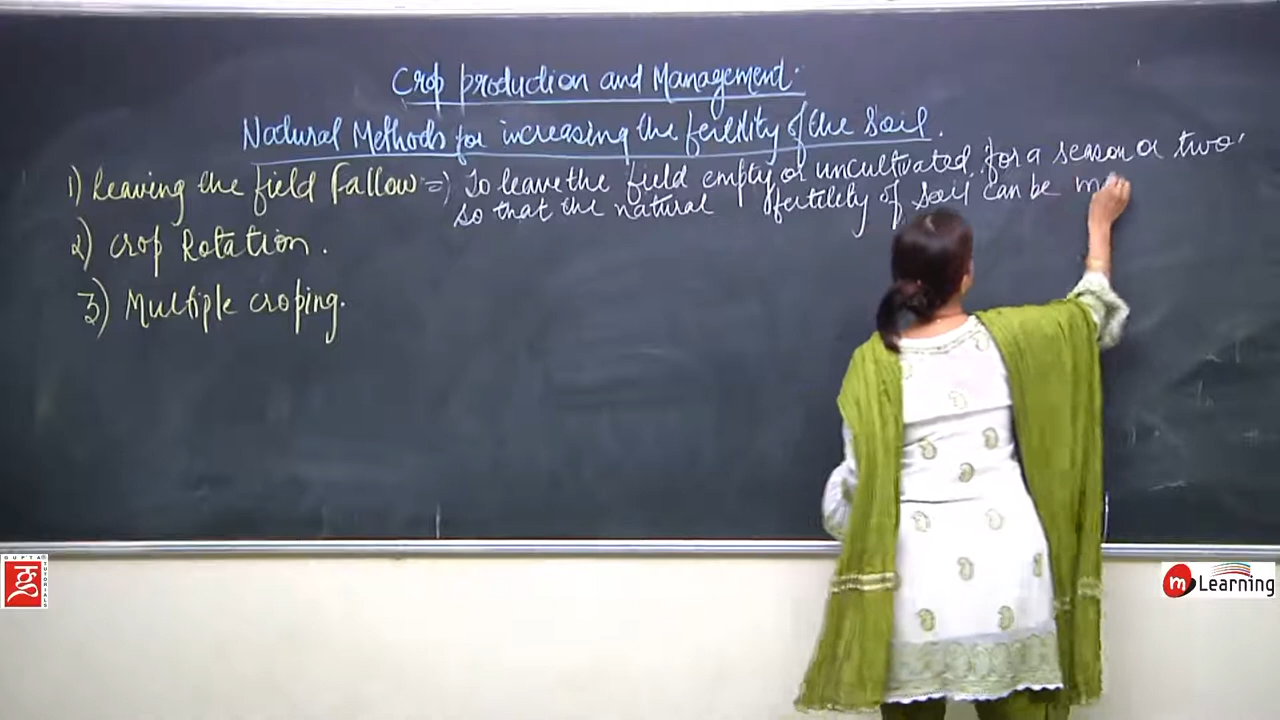 Crop production and Management.
Natural Methods for increasing the fertility of the Soil.
1) Leaving the field fallow => To leave the field empty or uncultivated for a season or two
so that the natural fertility of soil can be
2) Crop Rotation.
3) Multiple croping.
GUPTA TUTORIALS
m Learning